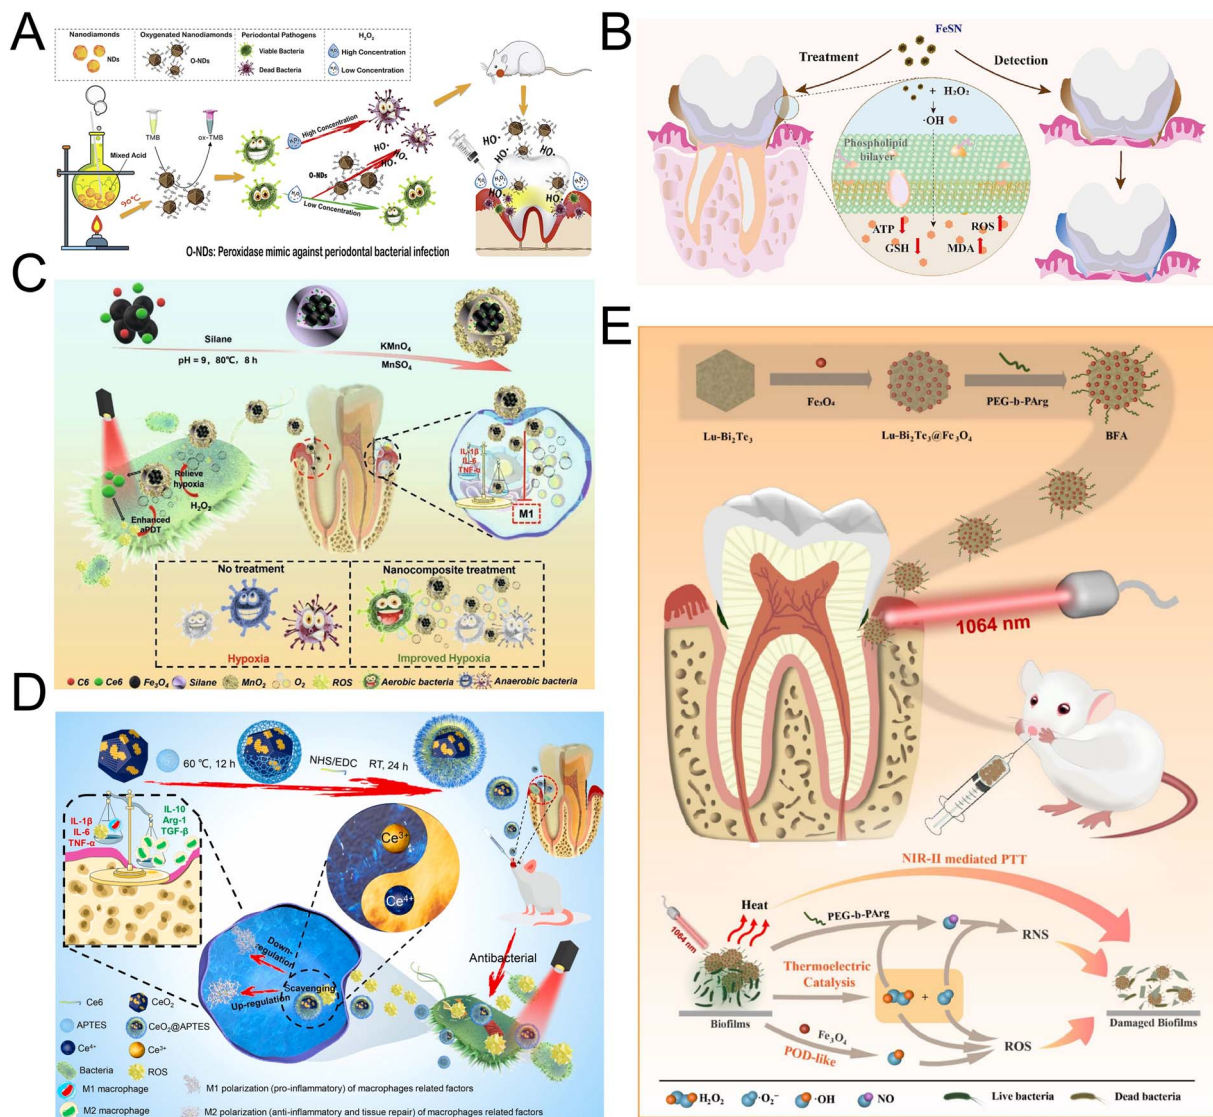 A
Nanodiamonds
NDs
Oxygenated Nanodiamonds
O-NDs
Periodontal Pathogens
Viable Bacteria
Dead Bacteria
H₂O₂
High Concentration
Low Concentration
Mixed Acid
90℃
TMB
ox-TMB
High Concentration
O-NDs
Low Concentration
HO•
HO•
HO•
HO•
HO•
HO•
HO•
O-NDs: Peroxidase mimic against periodontal bacterial infection
B
FeSN
Treatment
Detection
+ H₂O₂
·OH
Phospholipid
bilayer
ATP
ROS
GSH
MDA
C
Silane
pH = 9, 80℃, 8 h
KMnO₄
MnSO₄
Relieve
hypoxia
H₂O₂
Enhanced
aPDT
IL-1β
IL-6
TNF-α
M1
No treatment
Nanocomposite treatment
Hypoxia
Improved Hypoxia
C6
Ce6
Fe₃O₄
Silane
MnO₂
O₂
ROS
Aerobic bacteria
Anaerobic bacteria
D
60 ℃, 12 h
NHS/EDC
RT, 24 h
IL-1β
IL-6
TNF-α
IL-10
Arg-1
TGF-β
Ce³⁺
Ce⁴⁺
Down-
regulation
Up-regulation
Scavenging
Antibacterial
Ce6
CeO₂
APTES
CeO₂@APTES
Ce⁴⁺
Ce³⁺
Bacteria
ROS
M1 macrophage
M1 polarization (pro-inflammatory) of macrophages related factors
M2 macrophage
M2 polarization (anti-inflammatory and tissue repair) of macrophages related factors
E
Fe₃O₄
PEG-b-PArg
Lu-Bi₂Te₃
Lu-Bi₂Te₃@Fe₃O₄
BFA
1064 nm
NIR-II mediated PTT
1064 nm
Heat
PEG-b-PArg
RNS
Thermoelectric
Catalysis
+
Biofilms
Fe₃O₄
POD-like
ROS
Damaged Biofilms
H₂O₂
·O₂⁻
·OH
NO
Live bacteria
Dead bacteria